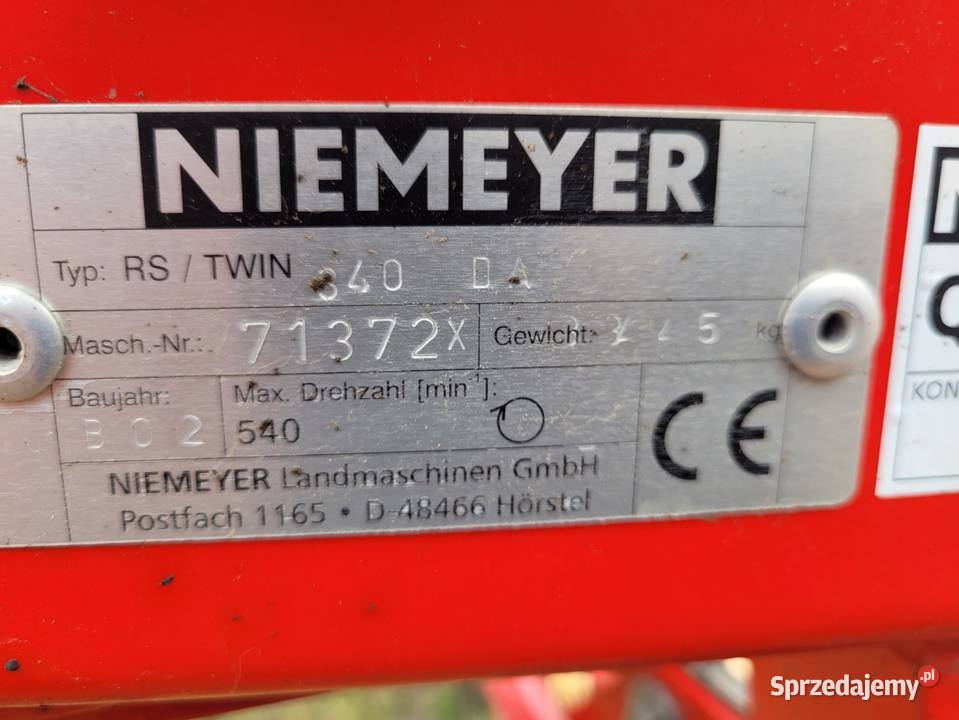 NIEMEYER
Typ: RS / TWIN 340 DA
Masch.-Nr.: 71372X Gewicht: kg
Baujahr: B02 Max. Drehzahl [min⁻¹]: 540
CE
NIEMEYER Landmaschinen GmbH
Postfach 1165 • D-48466 Hörstel
KON
Sprzedajemy.pl